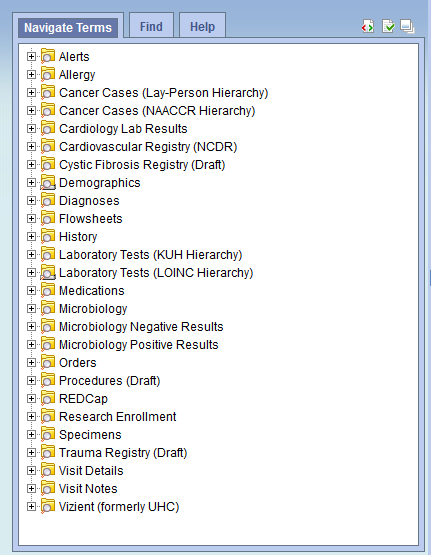 Navigate Terms Find Help
Alerts
Allergy
Cancer Cases (Lay-Person Hierarchy)
Cancer Cases (NAACCR Hierarchy)
Cardiology Lab Results
Cardiovascular Registry (NCDR)
Cystic Fibrosis Registry (Draft)
Demographics
Diagnoses
Flowsheets
History
Laboratory Tests (KUH Hierarchy)
Laboratory Tests (LOINC Hierarchy)
Medications
Microbiology
Microbiology Negative Results
Microbiology Positive Results
Orders
Procedures (Draft)
REDCap
Research Enrollment
Specimens
Trauma Registry (Draft)
Visit Details
Visit Notes
Vizient (formerly UHC)